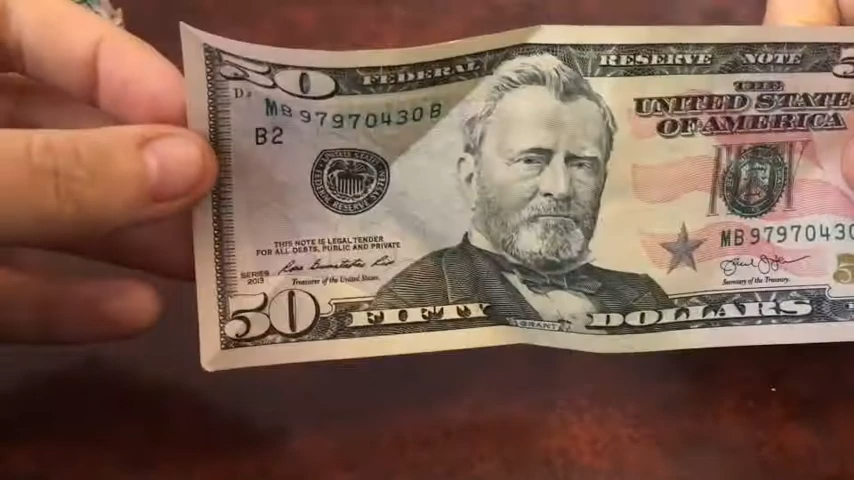 50 FEDERAL RESERVE NOTE
D1
MB 97970430 B
B2
THE
UNITED STATES
OF AMERICA
THIS NOTE IS LEGAL TENDER
FOR ALL DEBTS, PUBLIC AND PRIVATE
Treasurer of the United States.
SERIES
2013
MB 979704
Secretary of the Treasury.
50 FIFTY DOLLARS
GRANT